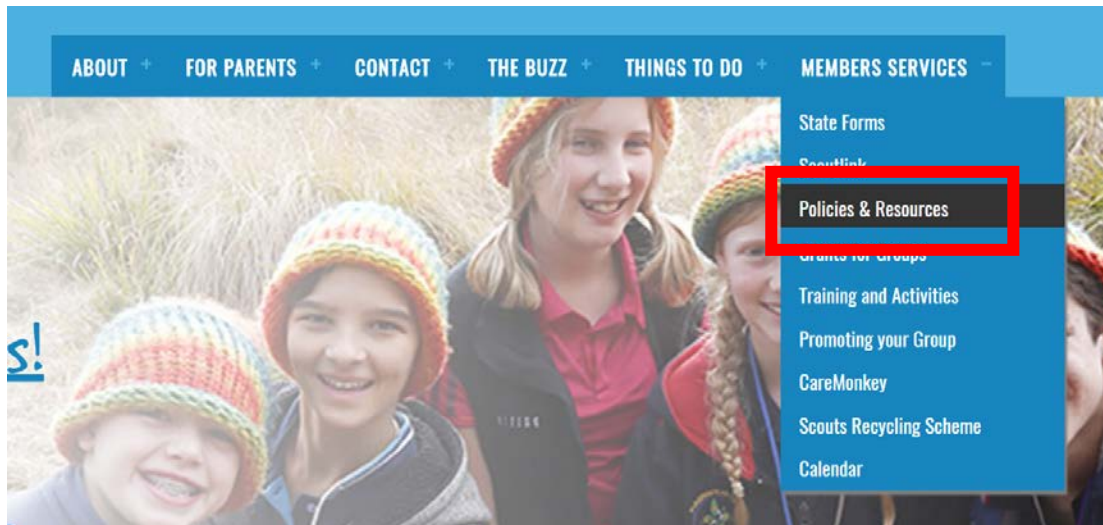 ABOUT + FOR PARENTS + CONTACT + THE BUZZ + THINGS TO DO + MEMBERS SERVICES -
State Forms
Scoutlink
Policies & Resources
Grants for Groups
Training and Activities
Promoting your Group
CareMonkey
s!
Scouts Recycling Scheme
Calendar